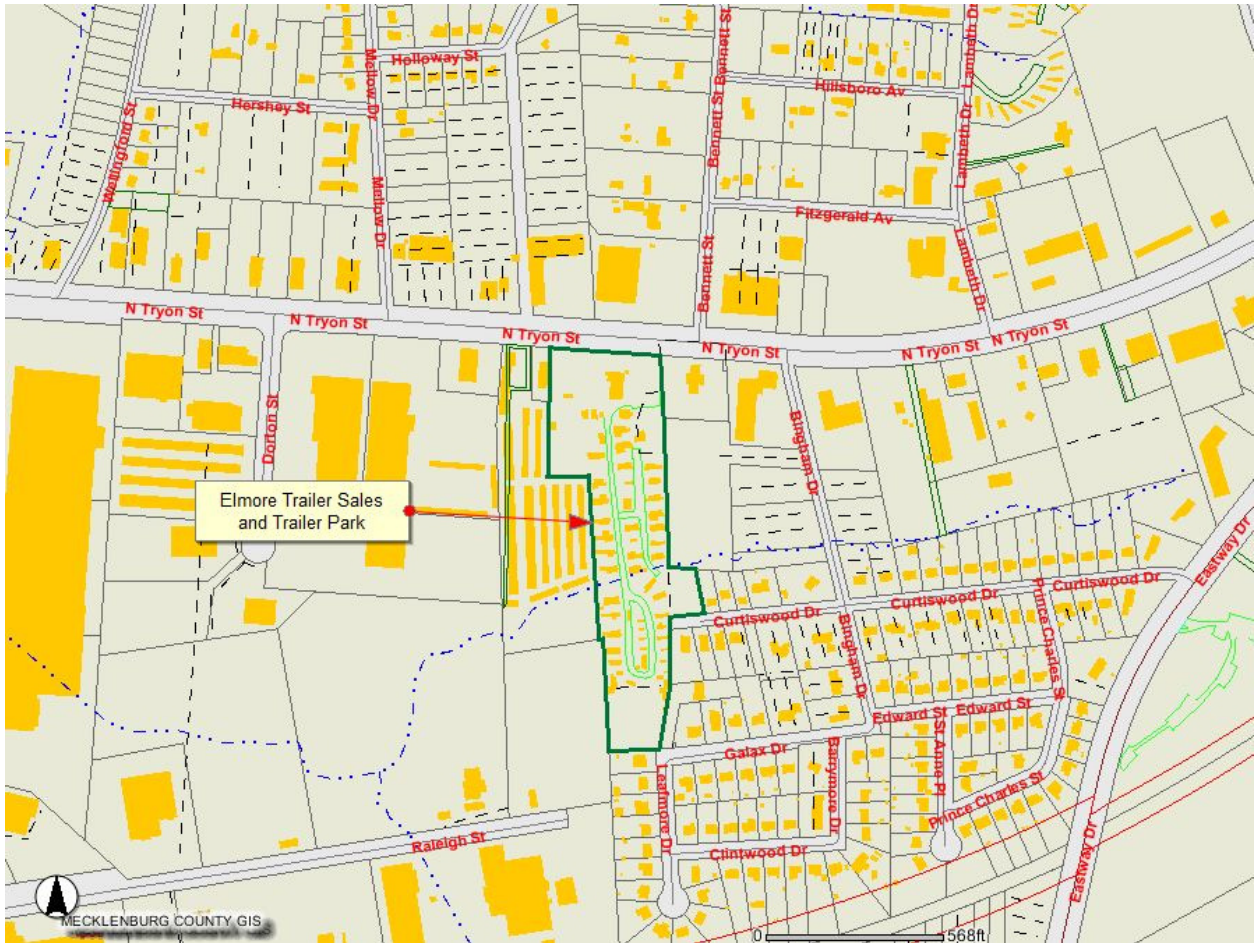 Holloway St
Mellow Dr
Bennett St
Bennett St
Lambeth Dr
Hillsboro Av
Hershey St
Wellingford St
Lambeth Dr
Mellow Dr
Fitzgerald Av
Bennett St
Lambeth Dr
N Tryon St
N Tryon St
N Tryon St
N Tryon St
N Tryon St
N Tryon St
Dorton St
Bingham Dr
Elmore Trailer Sales
and Trailer Park
Eastway Dr
Curtiswood Dr
Curtiswood Dr
Curtiswood Dr
Prince Charles St
Bingham Dr
Edward St
Edward St
St Anne Pl
Galax Dr
Barrymore Dr
Leafmore Dr
Prince Charles St
Raleigh St
Clintwood Dr
Eastway Dr
MECKLENBURG COUNTY GIS
0
568ft